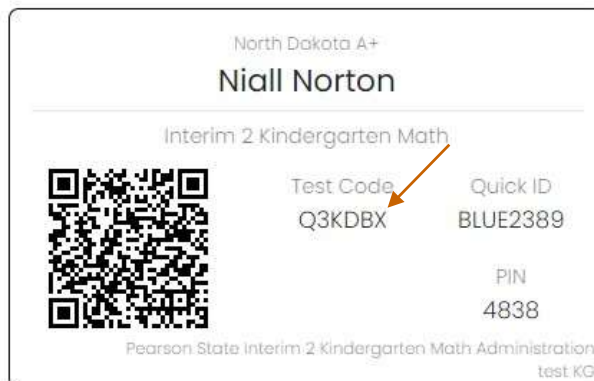 North Dakota A+
Niall Norton
Interim 2 Kindergarten Math
Test Code Quick ID
Q3KDBX BLUE2389
PIN
4838
Pearson State Interim 2 Kindergarten Math Administration
test KG